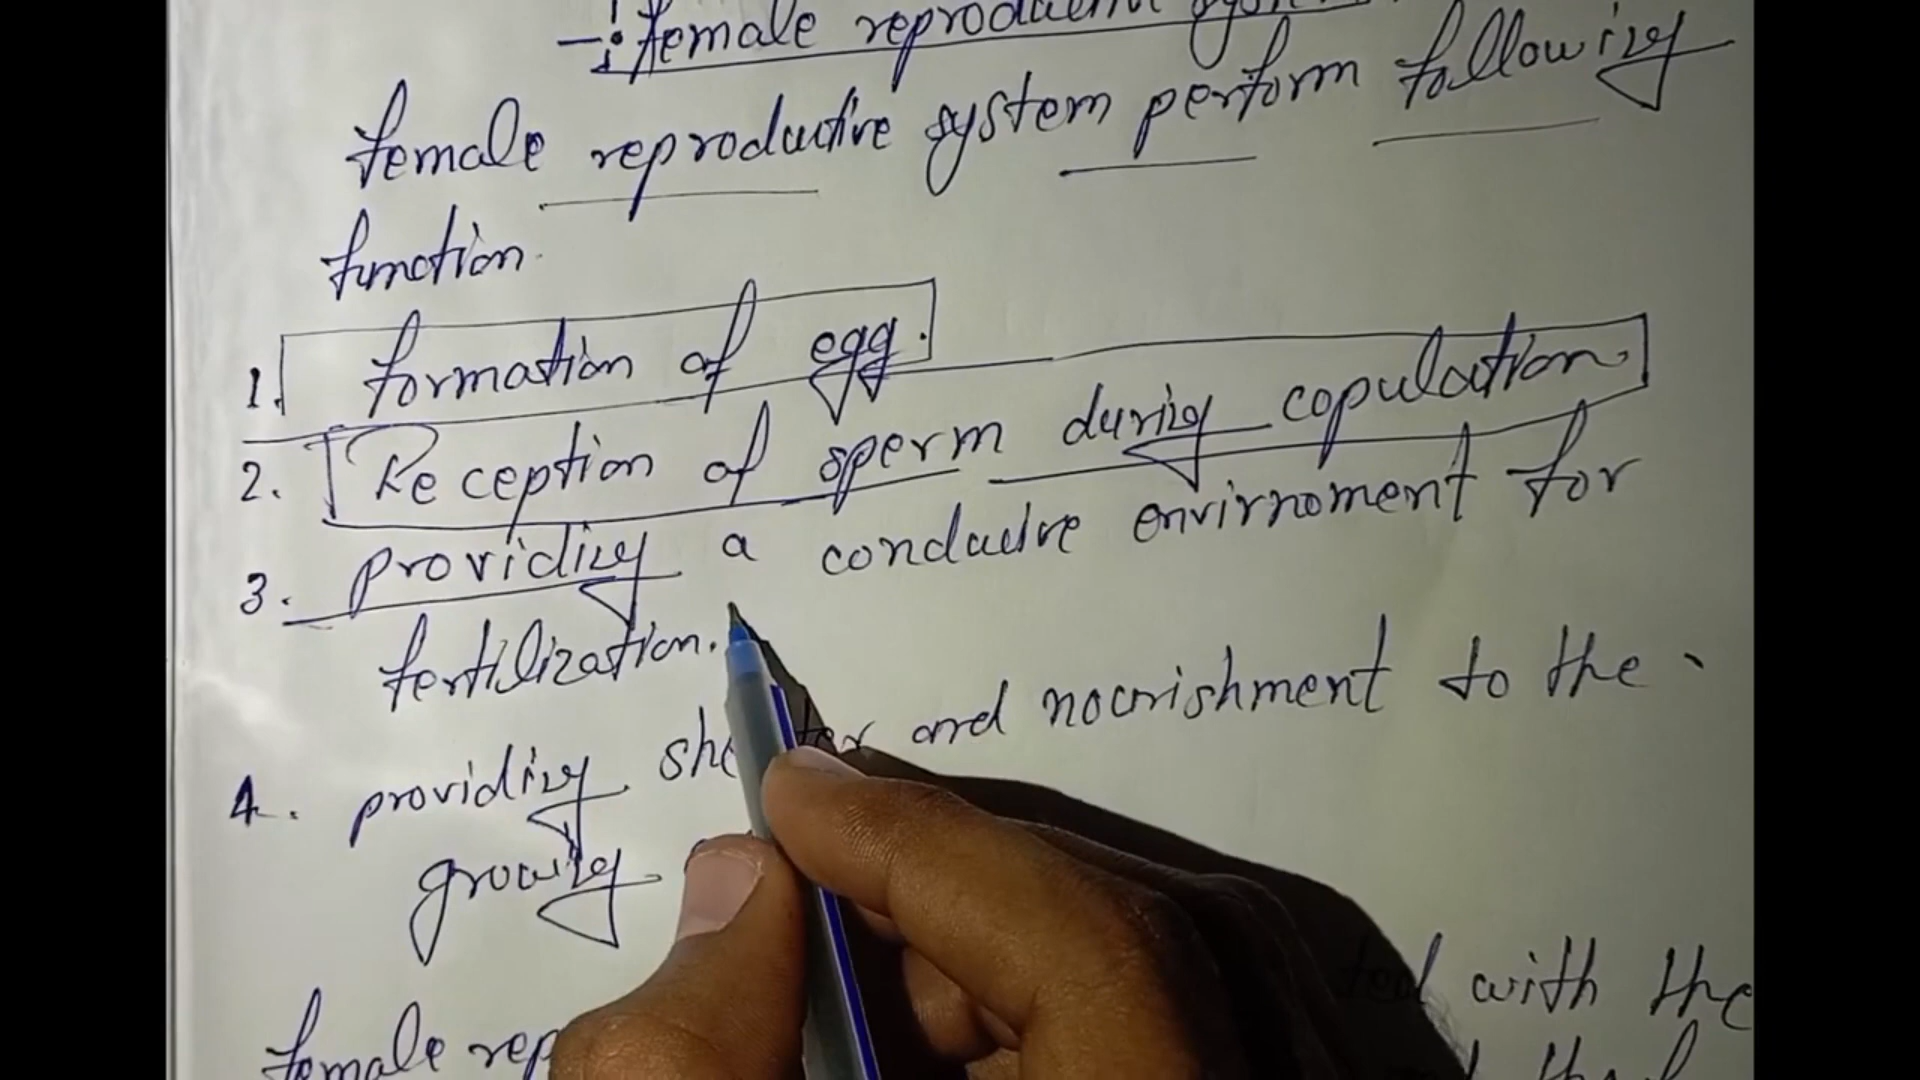 -: female reproductive system
female reproductive system perform following
function.
1. formation of egg.
2. Reception of sperm during copulation.
3. providing a conducive envirnoment for
fertilization.
4. providing and nourishment to the
growing
female with the